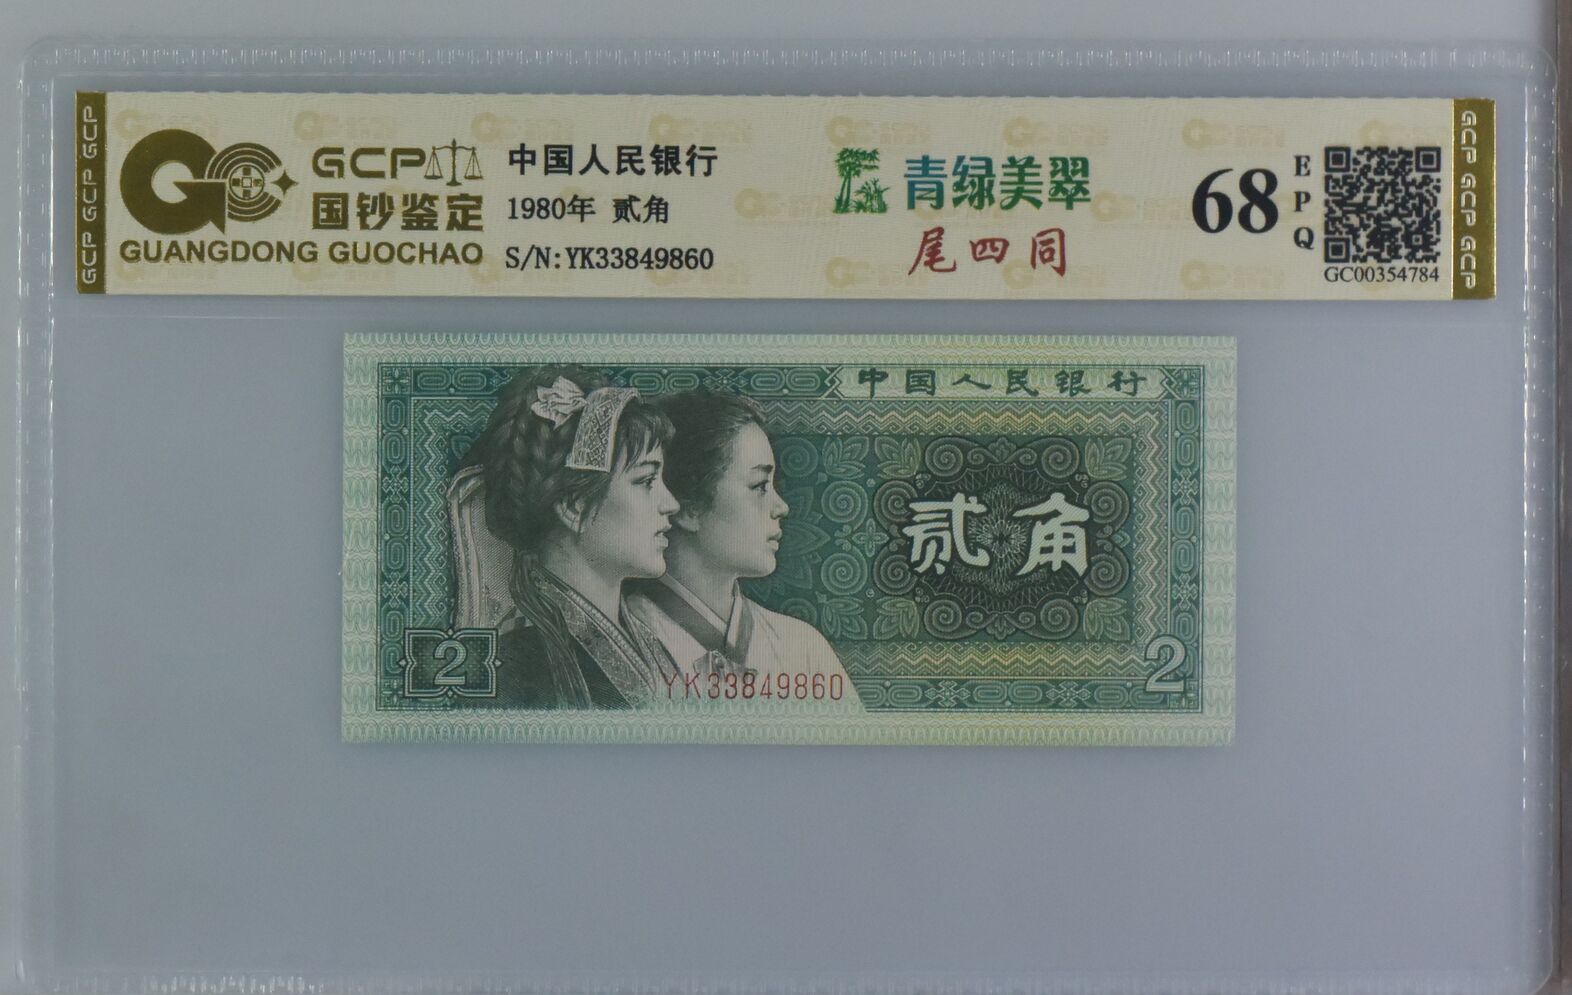 GCP GCP GCP
GCP
国钞鉴定
GUANGDONG GUOCHAO
中国人民银行
1980年 贰角
S/N:YK33849860
青绿美翠
尾四同
68
E
P
Q
GC00354784
GCP GCP GCP
中国人民银行
贰角
2
YK33849860
2